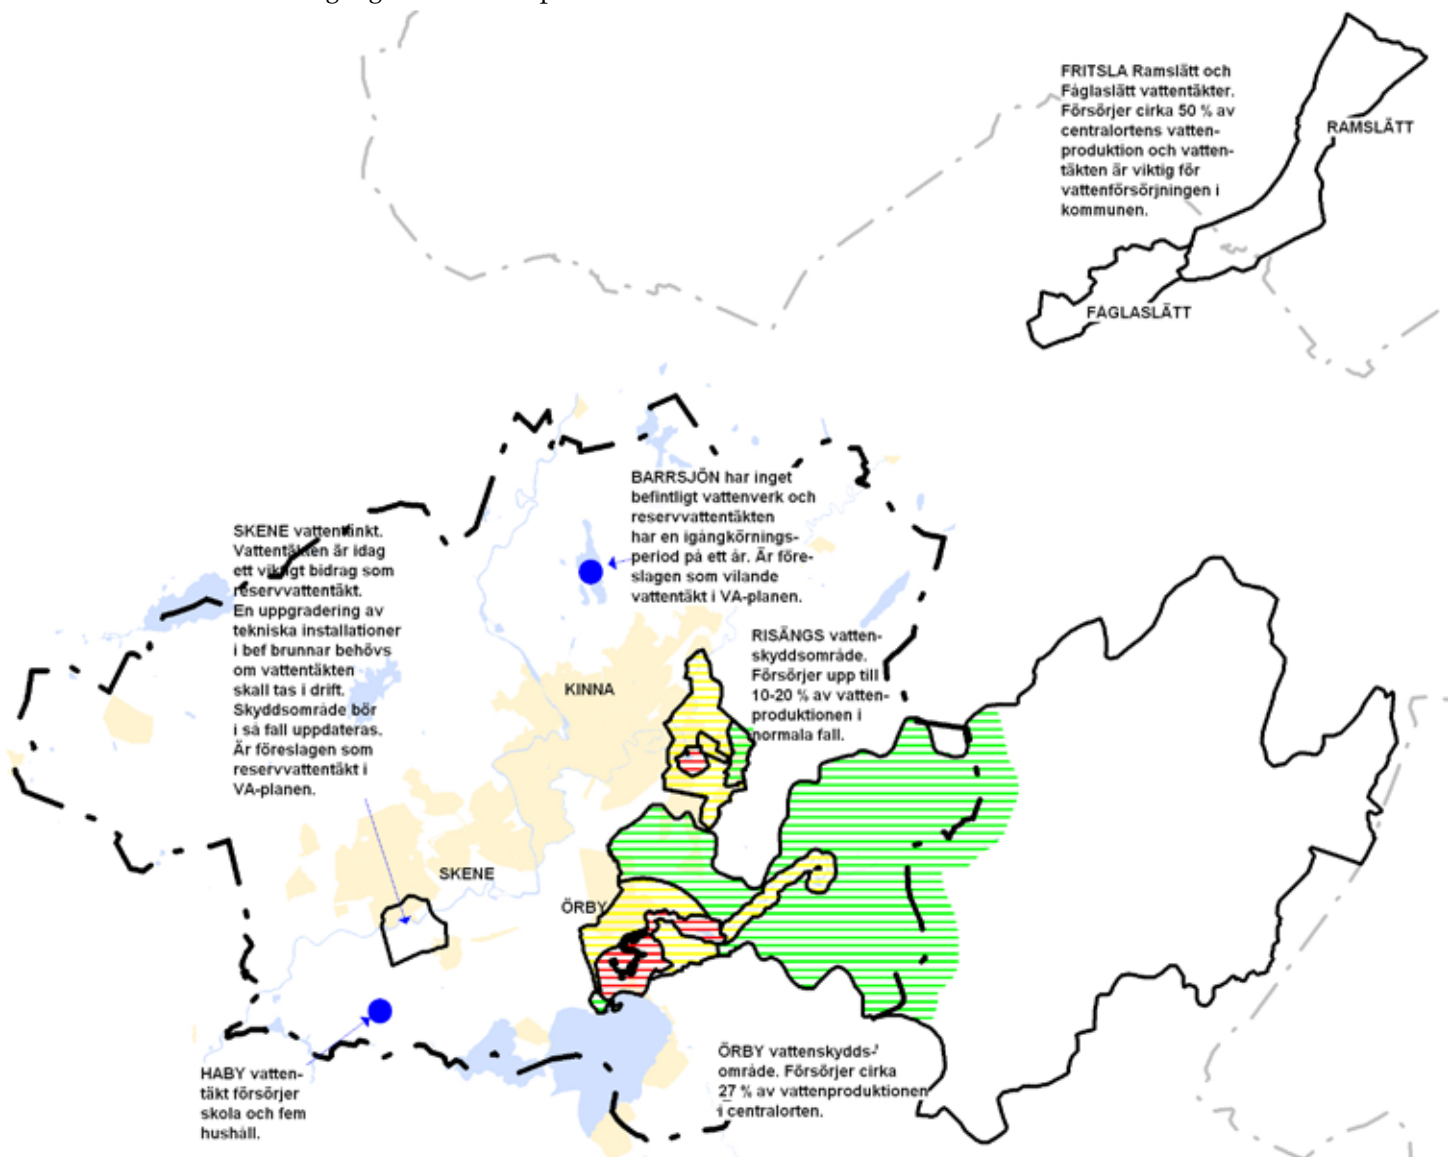 FRITSLA Ramslätt och
Fåglaslätt vattentäkter.
Försörjer cirka 50 % av
centralortens vatten-
produktion och vatten-
täkten är viktig för
vattenförsörjningen i
kommunen.
RAMSLÄTT
FÅGLASLÄTT
BARRSJÖN har inget
befintligt vattenverk och
reservvattentäkten
har en igångkörnings-
period på ett år. Är före-
slagen som vilande
vattentäkt i VA-planen.
SKENE vattentänkt.
Vattentäkten är idag
ett viktigt bidrag som
reservvattentäkt.
En uppgradering av
tekniska installationer
i bef brunnar behövs
om vattentäkten
skall tas i drift.
Skyddsområde bör
i så fall uppdateras.
Är föreslagen som
reservvattentäkt i
VA-planen.
RISÄNGS vatten-
skyddsområde.
Försörjer upp till
10-20 % av vatten-
produktionen i
normala fall.
KINNA
SKENE
ÖRBY
HABY vatten-
täkt försörjer
skola och fem
hushåll.
ÖRBY vattenskydds-
område. Försörjer cirka
27 % av vattenproduktionen
i centralorten.